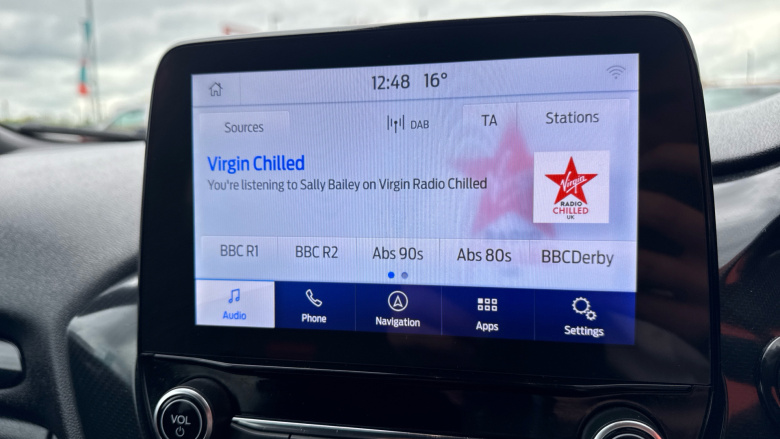 12:48 16°
Sources
DAB
TA
Stations
Virgin Chilled
You're listening to Sally Bailey on Virgin Radio Chilled
Virgin
RADIO
CHILLED
UK
BBC R1
BBC R2
Abs 90s
Abs 80s
BBCDerby
Audio
Phone
Navigation
Apps
Settings
VOL